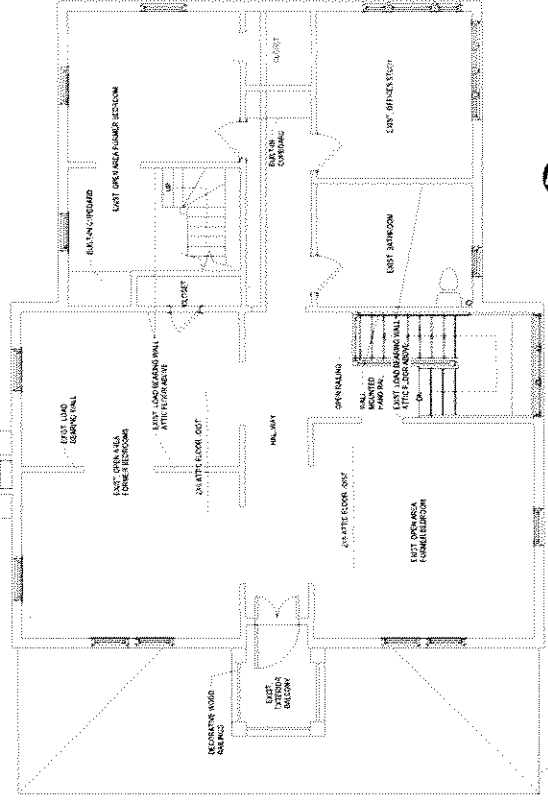 CLOSET
EXIST. OFFICE/STUDY
EXIST. OPEN AREA FORMER BEDROOM
BUILT-IN
CUPBOARD
UP
BUILT-IN CUPBOARD
EXIST. BATHROOM
CLOSET
EXIST. LOAD BEARING WALL
ATTIC FLOOR ABOVE
OPEN RAILING
WALL
MOUNTED
HAND RAIL
EXIST. LOAD BEARING WALL
ATTIC FLOOR ABOVE
DN
EXIST. LOAD
BEARING WALL
EXIST. OPEN AREA
FORMER BEDROOMS
2X6 ATTIC FLOOR JOIST
HALLWAY
2X6 ATTIC FLOOR JOIST
EXIST. OPEN AREA
FORMER BEDROOM
DECORATIVE WOOD
RAILINGS
EXIST.
EXTERIOR
BALCONY